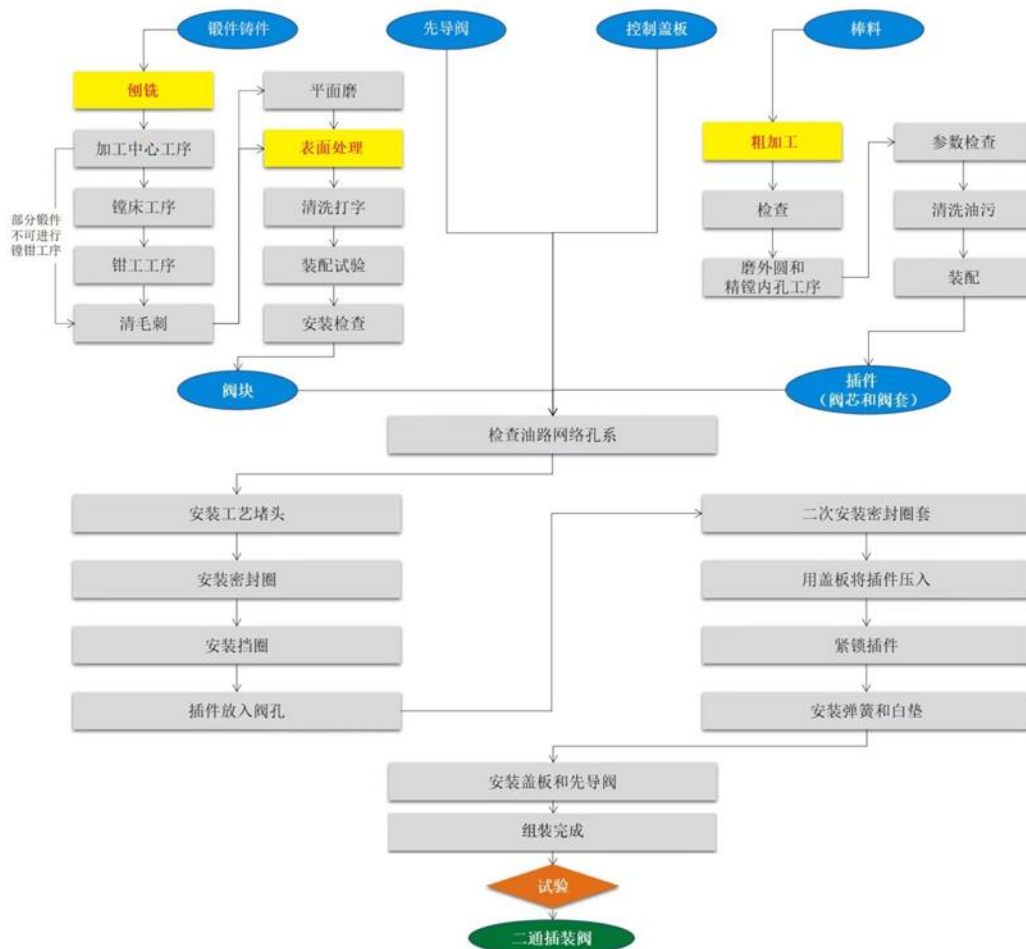 锻件铸件
先导阀
控制盖板
棒料
刨铣
加工中心工序
镗床工序
钳工工序
清毛刺
部分锻件
不可进行
镗钳工序
平面磨
表面处理
清洗打字
装配试验
安装检查
阀块
粗加工
检查
磨外圆和
精镗内孔工序
参数检查
清洗油污
装配
插件
（阀芯和阀套）
检查油路网络孔系
安装工艺堵头
安装密封圈
安装挡圈
插件放入阀孔
二次安装密封圈套
用盖板将插件压入
紧锁插件
安装弹簧和白垫
安装盖板和先导阀
组装完成
试验
二通插装阀